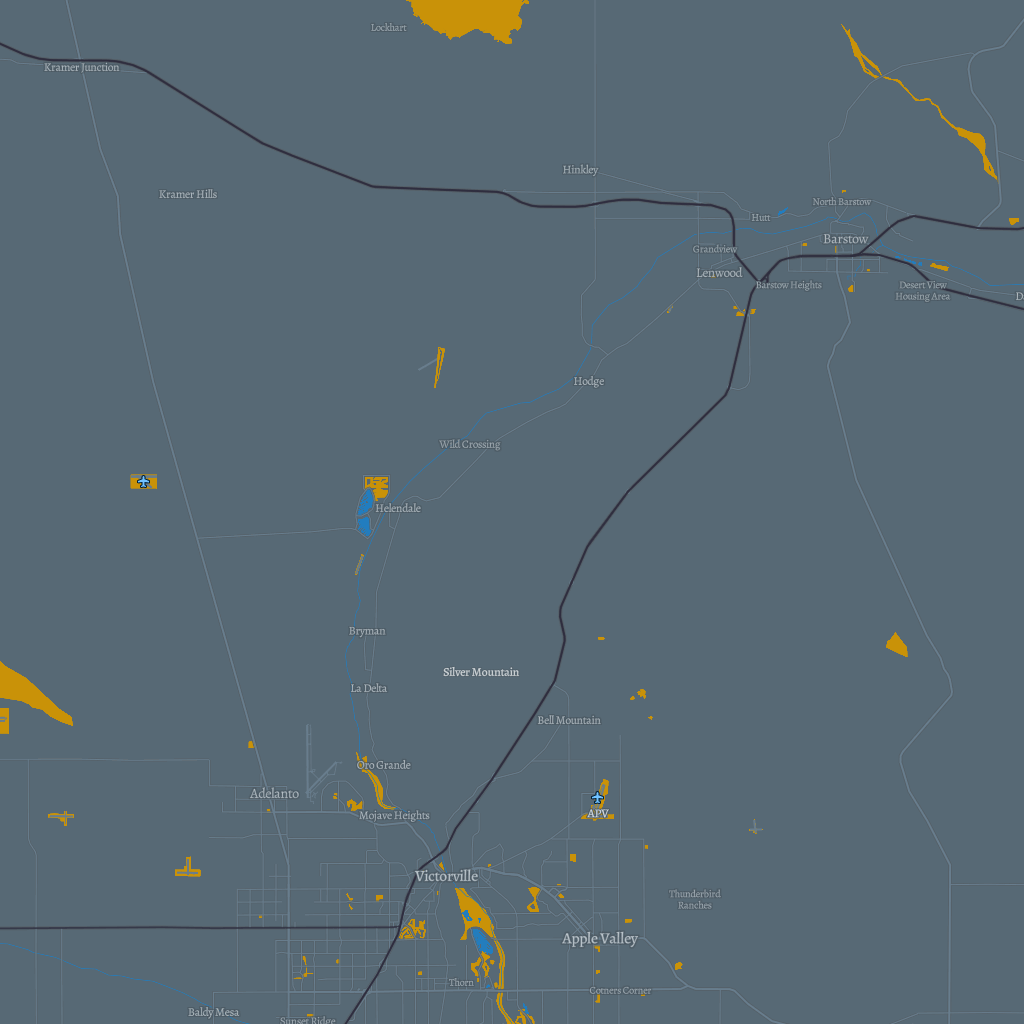 Lockhart
Kramer Junction
Hinkley
Kramer Hills
North Barstow
Hutt
Barstow
Grandview
Lenwood
Barstow Heights
Desert View
Housing Area
Hodge
Wild Crossing
Helendale
Bryman
Silver Mountain
La Delta
Bell Mountain
Oro Grande
Adelanto
Mojave Heights
APV
Victorville
Thunderbird
Ranches
Apple Valley
Thorn
Corners Corner
Baldy Mesa
Sunset Ridge